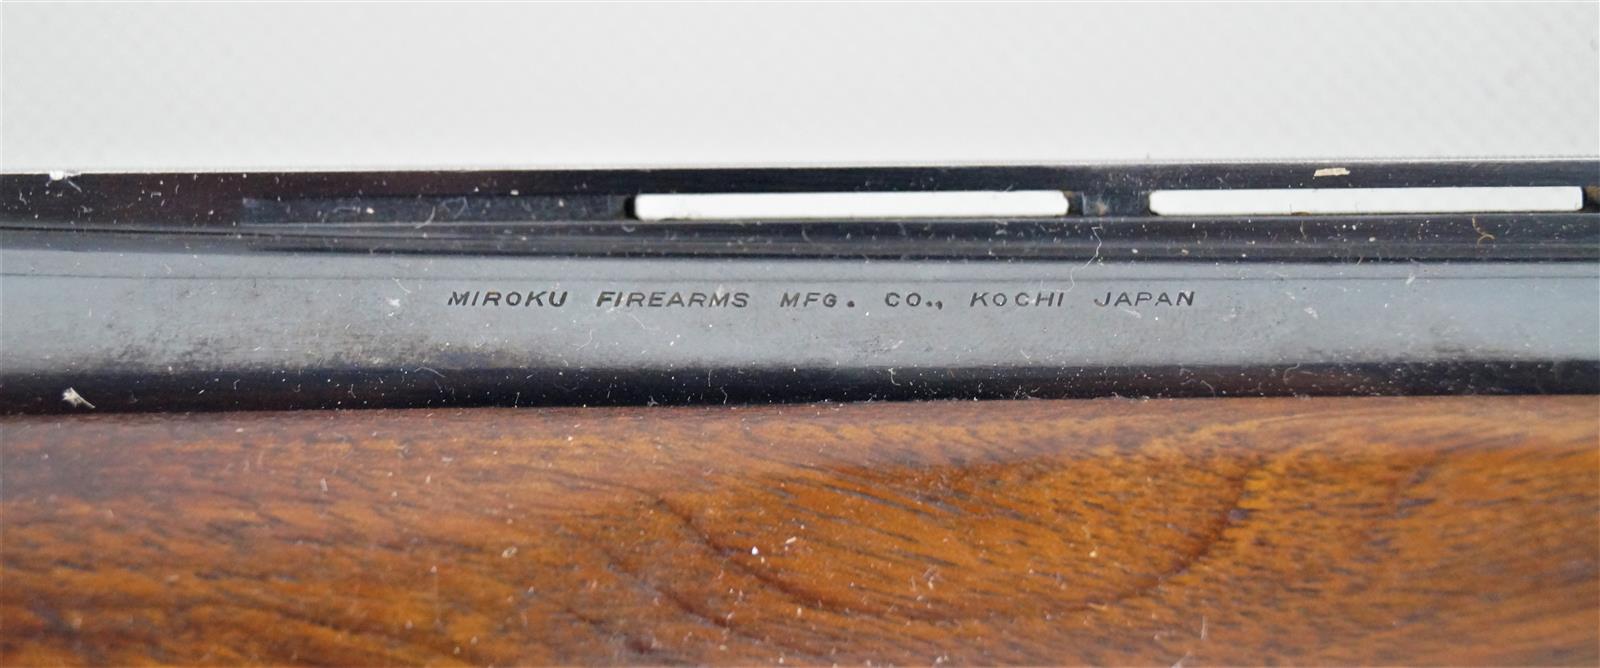 MIROKU FIREARMS MFG. CO., KOCHI JAPAN